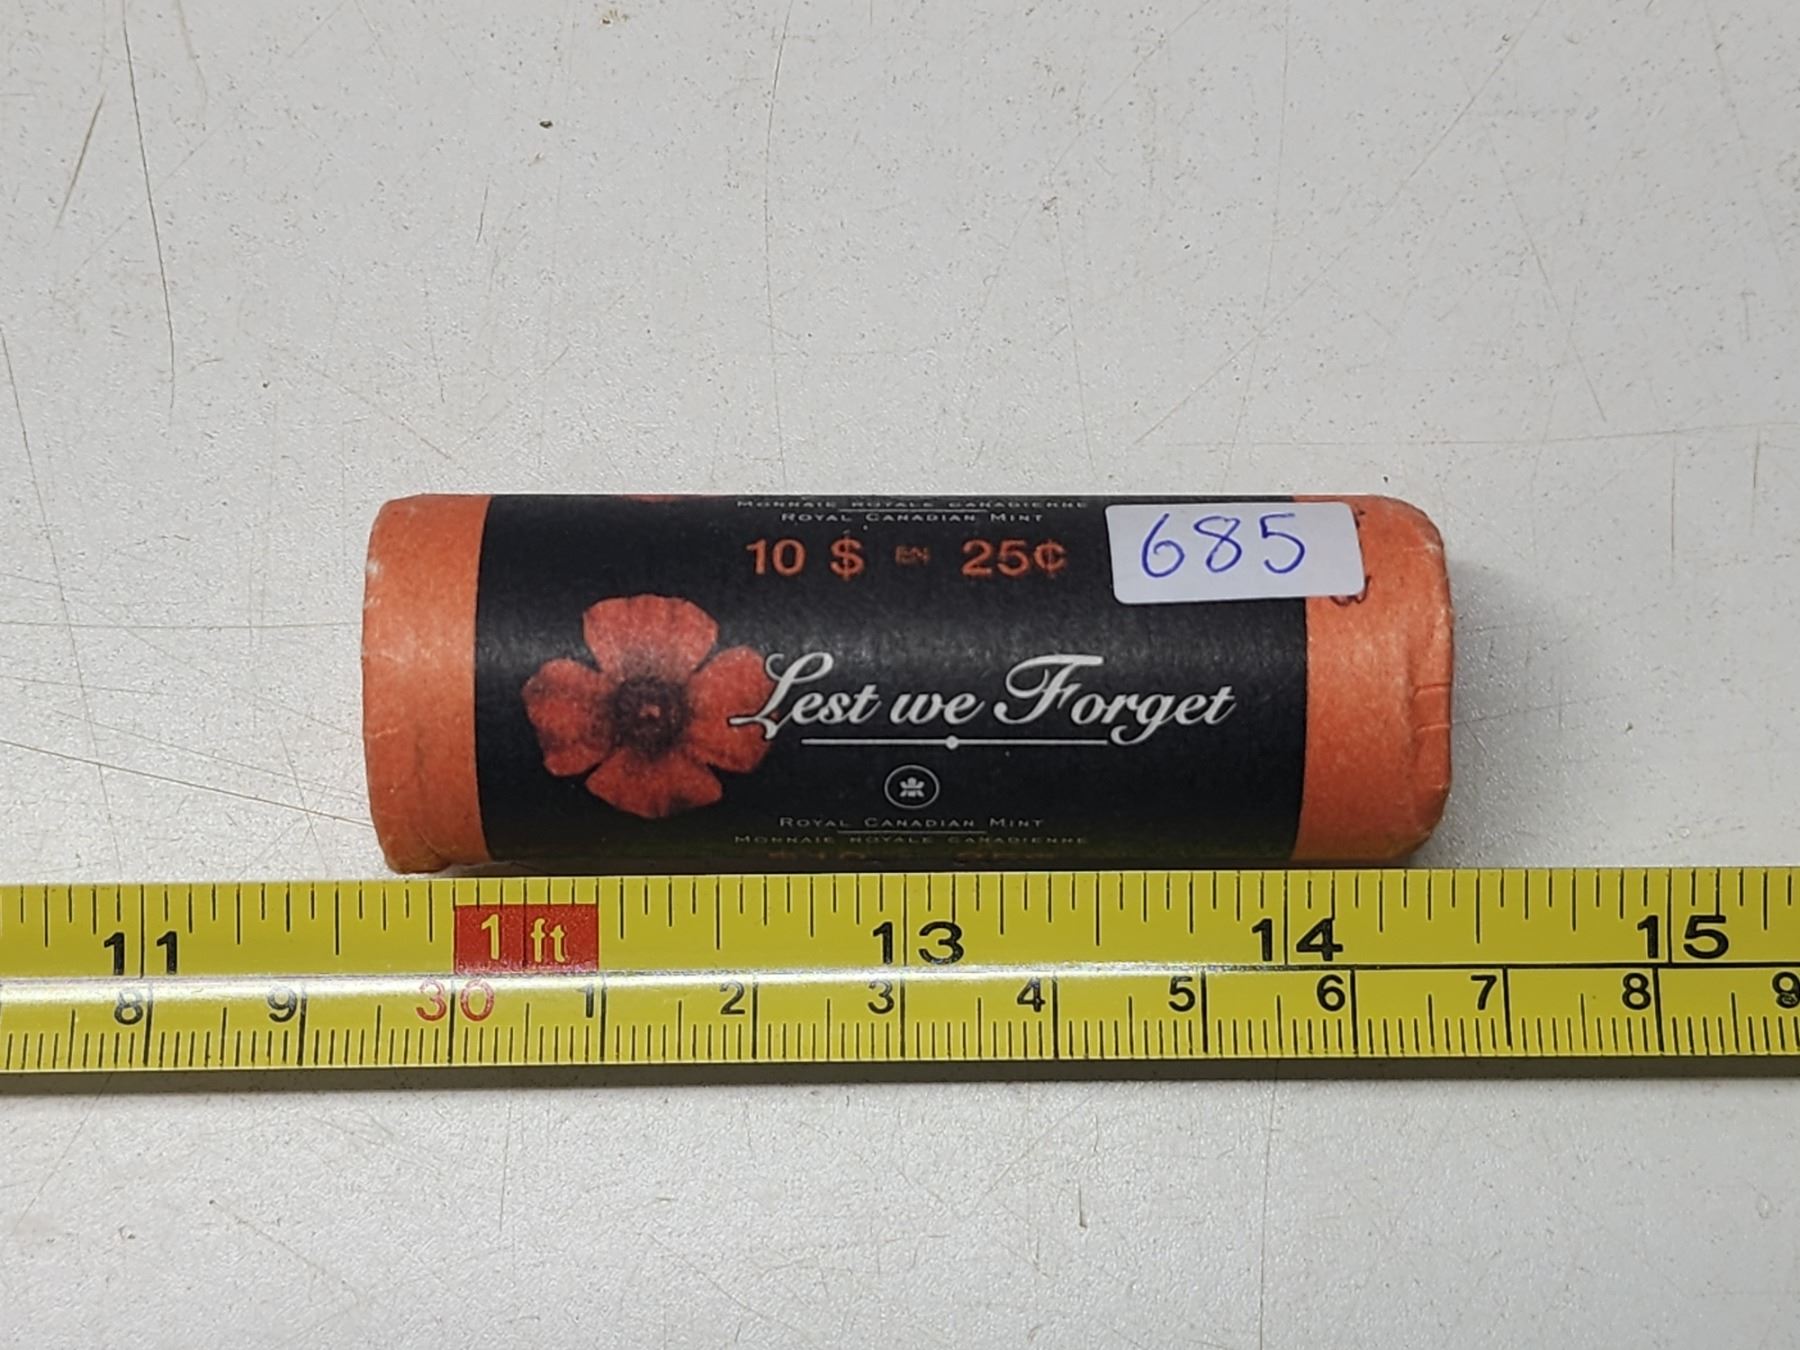 MONNAIE ROYALE CANADIENNE
ROYAL CANADIAN MINT
10 $ EN 25¢
685
Lest we Forget
ROYAL CANADIAN MINT
MONNAIE ROYALE CANADIENNE
11 1 ft 13 14 15
8 9 30 1 2 3 4 5 6 7 8 9